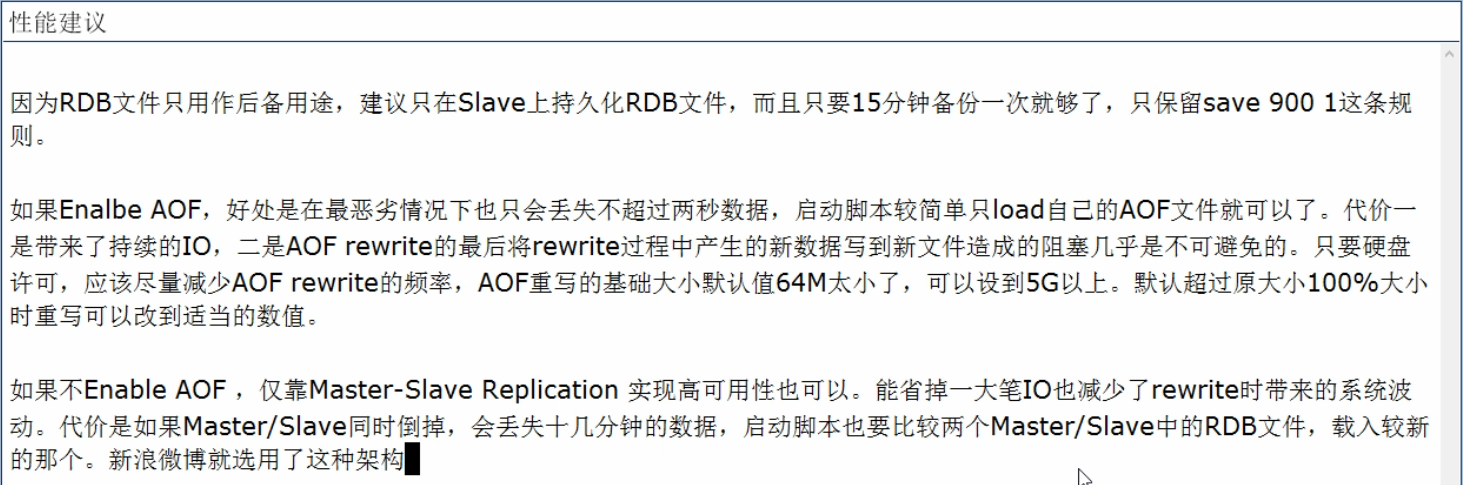 性能建议
因为RDB文件只用作后备用途，建议只在Slave上持久化RDB文件，而且只要15分钟备份一次就够了，只保留save 900 1这条规
则。
如果Enalbe AOF，好处是在最恶劣情况下也只会丢失不超过两秒数据，启动脚本较简单只load自己的AOF文件就可以了。代价一
是带来了持续的IO，二是AOF rewrite的最后将rewrite过程中产生的新数据写到新文件造成的阻塞几乎是不可避免的。只要硬盘
许可，应该尽量减少AOF rewrite的频率，AOF重写的基础大小默认值64M太小了，可以设到5G以上。默认超过原大小100%大小
时重写可以改到适当的数值。
如果不Enable AOF ，仅靠Master-Slave Replication 实现高可用性也可以。能省掉一大笔IO也减少了rewrite时带来的系统波
动。代价是如果Master/Slave同时倒掉，会丢失十几分钟的数据，启动脚本也要比较两个Master/Slave中的RDB文件，载入较新
的那个。新浪微博就选用了这种架构